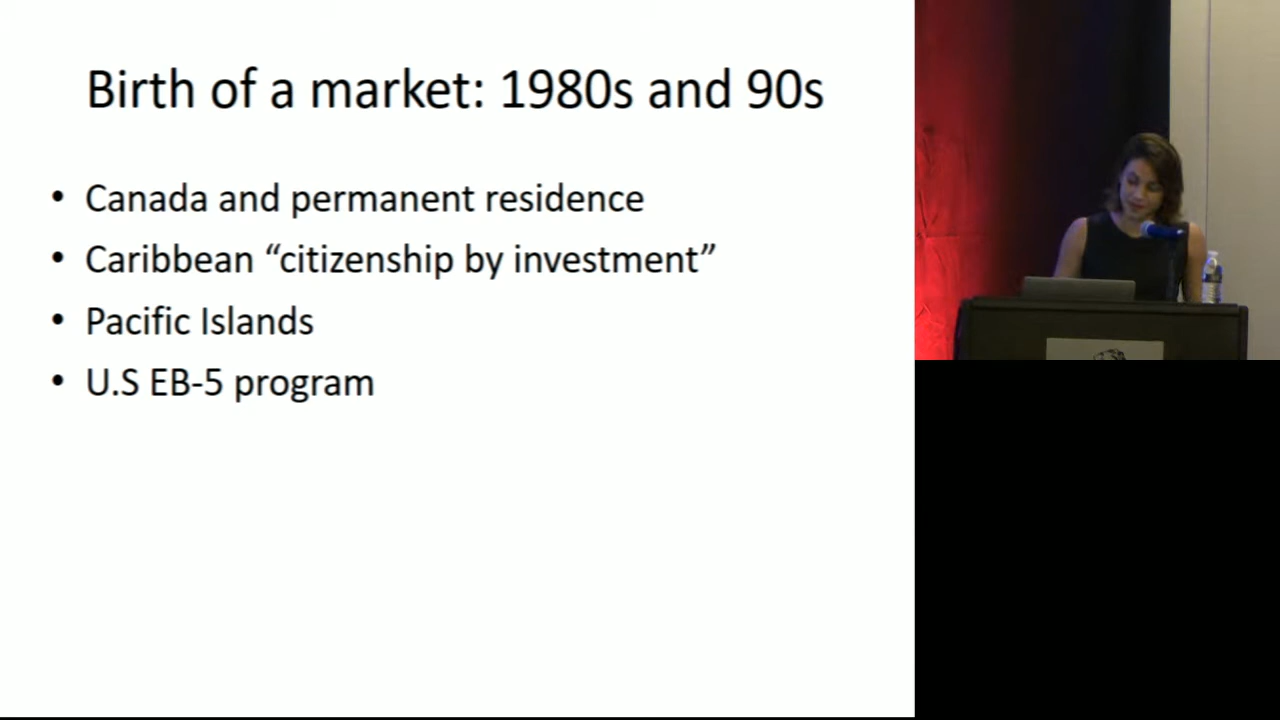 Birth of a market: 1980s and 90s
• Canada and permanent residence
• Caribbean “citizenship by investment”
• Pacific Islands
• U.S EB-5 program